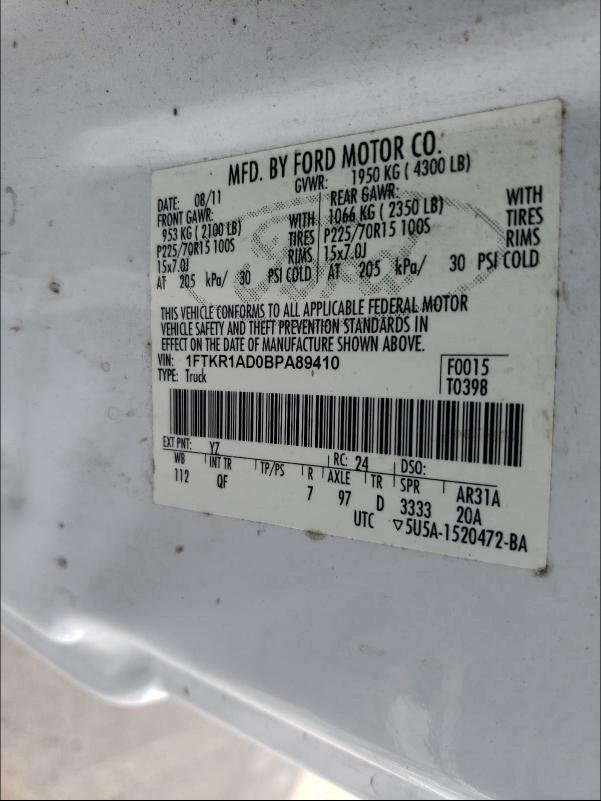 MFD. BY FORD MOTOR CO.
DATE: 08/11 GVWR: 1950 KG ( 4300 LB)
FRONT GAWR: REAR GAWR:
953 KG ( 2100 LB) WITH 1066 KG ( 2350 LB) WITH
P225/70R15 100S TIRES P225/70R15 100S TIRES
15x7.0J RIMS 15x7.0J RIMS
AT 205 kPa/ 30 PSI COLD AT 205 kPa/ 30 PSI COLD
THIS VEHICLE CONFORMS TO ALL APPLICABLE FEDERAL MOTOR
VEHICLE SAFETY AND THEFT PREVENTION STANDARDS IN
EFFECT ON THE DATE OF MANUFACTURE SHOWN ABOVE.
VIN: 1FTKR1AD0BPA89410 F0015
TYPE: Truck T0398
EXT PNT: YZ RC: 24 DSO:
WB INT TR TP/PS R AXLE TR SPR AR31A
112 QF 7 97 D 3333 20A
UTC ▽5U5A-1520472-BA